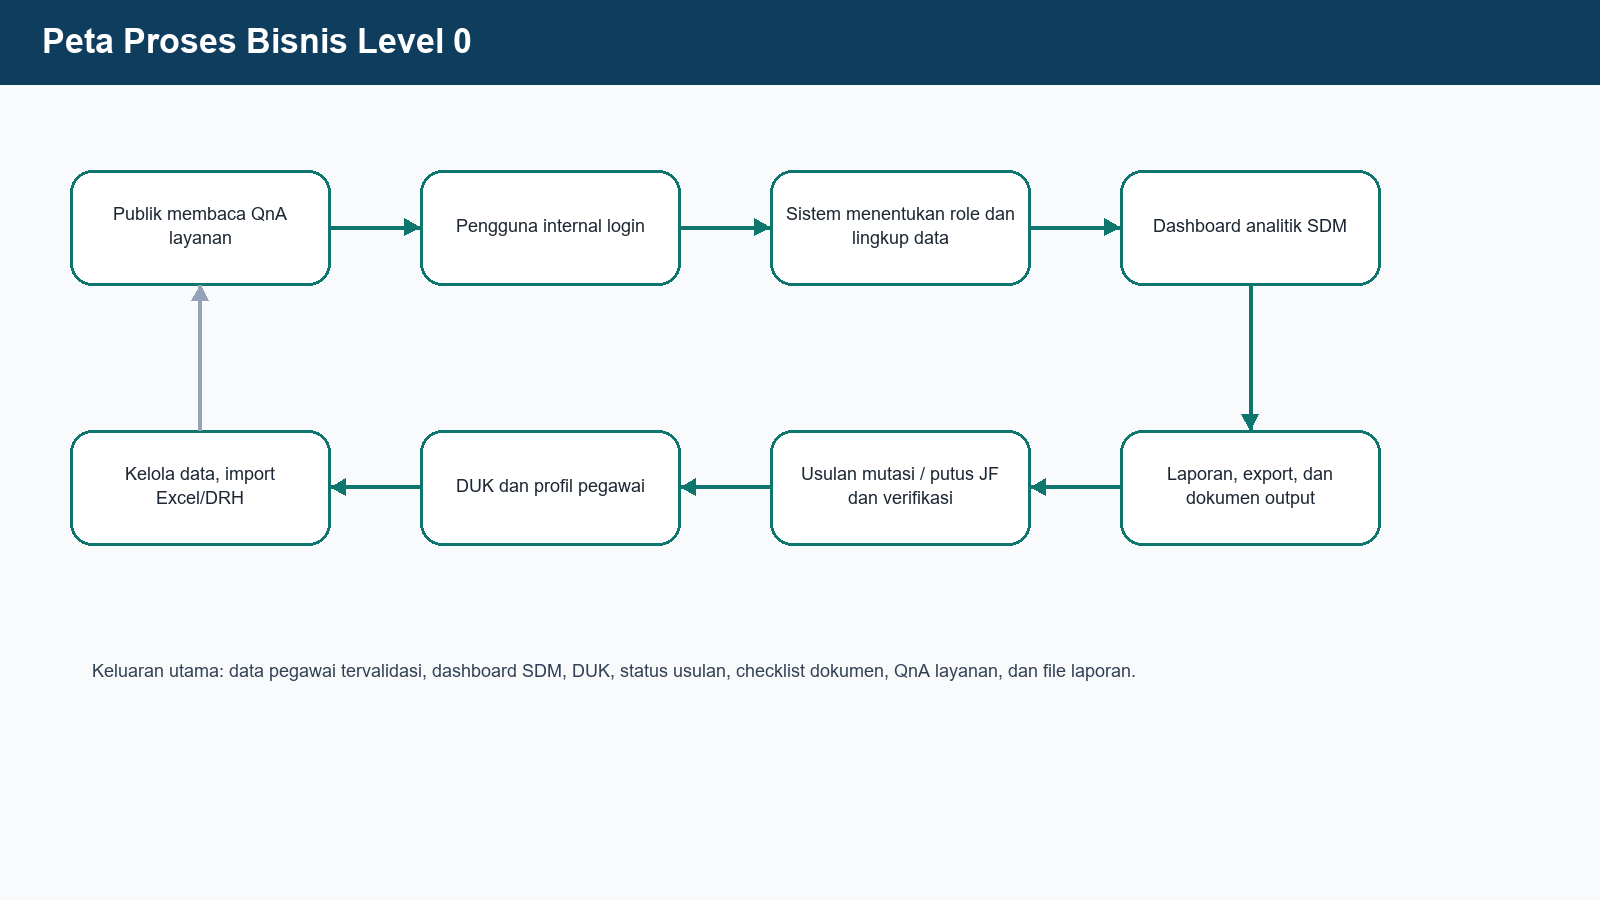 Peta Proses Bisnis Level 0
Publik membaca QnA
layanan
Pengguna internal login
Sistem menentukan role dan
lingkup data
Dashboard analitik SDM
Kelola data, import
Excel/DRH
DUK dan profil pegawai
Usulan mutasi / putus JF
dan verifikasi
Laporan, export, dan
dokumen output
Keluaran utama: data pegawai tervalidasi, dashboard SDM, DUK, status usulan, checklist dokumen, QnA layanan, dan file laporan.